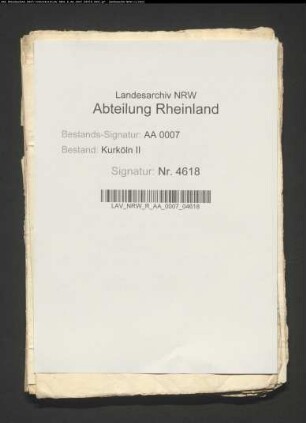 Landesarchiv NRW
Abteilung Rheinland
Bestands-Signatur: AA 0007
Bestand: Kurköln II
Signatur: Nr. 4618
LAV_NRW_R_AA_0007_04618